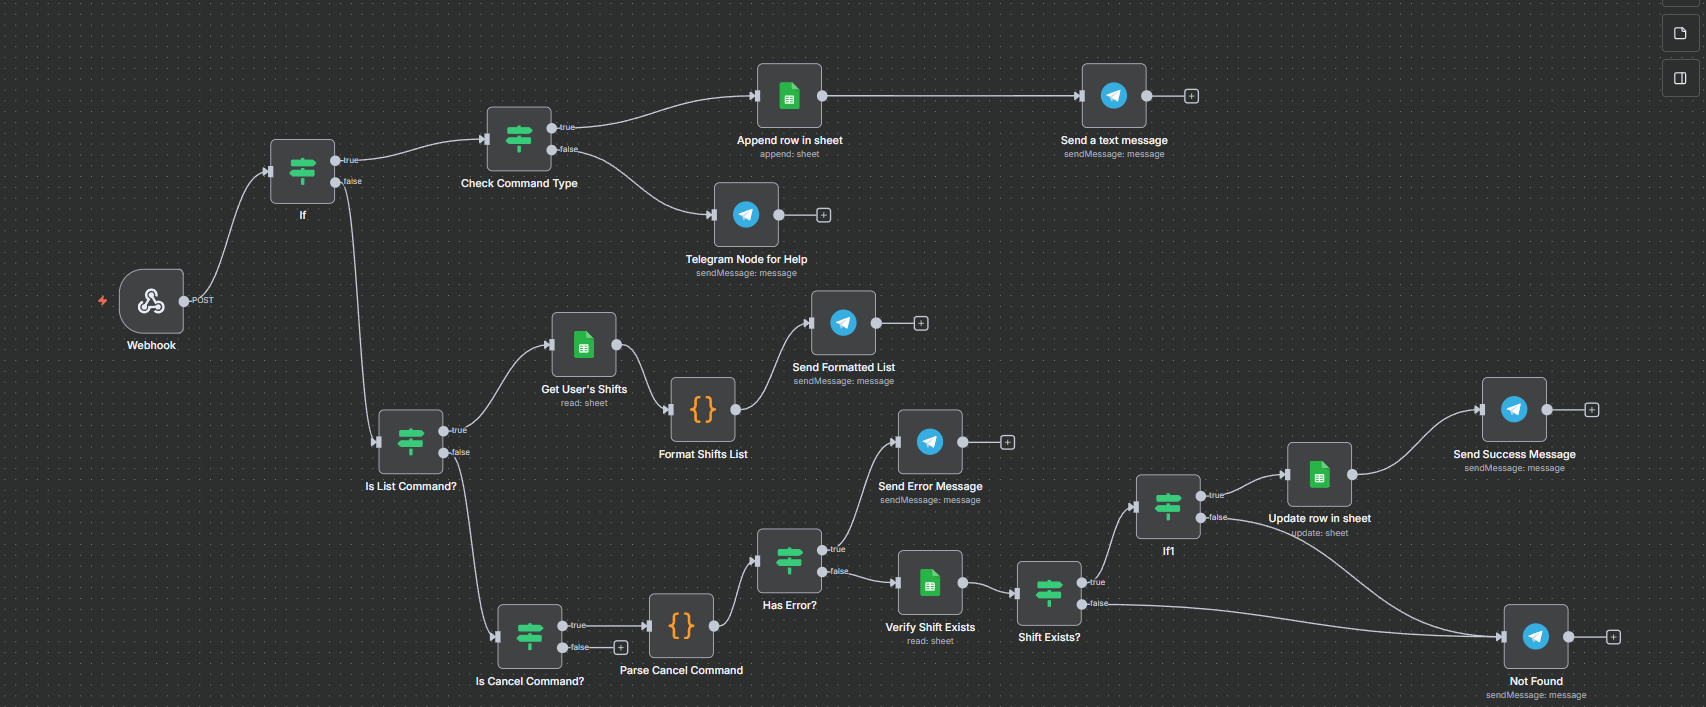 Append row in sheet
append: sheet
Send a text message
sendMessage: message
true
false
Check Command Type
true
false
If
Telegram Node for Help
sendMessage: message
POST
Webhook
Send Formatted List
sendMessage: message
Get User's Shifts
read: sheet
true
false
Is List Command?
Format Shifts List
Send Error Message
sendMessage: message
Send Success Message
sendMessage: message
true
false
If1
Update row in sheet
update: sheet
true
false
Has Error?
Verify Shift Exists
read: sheet
true
false
Shift Exists?
true
false
Is Cancel Command?
Parse Cancel Command
Not Found
sendMessage: message